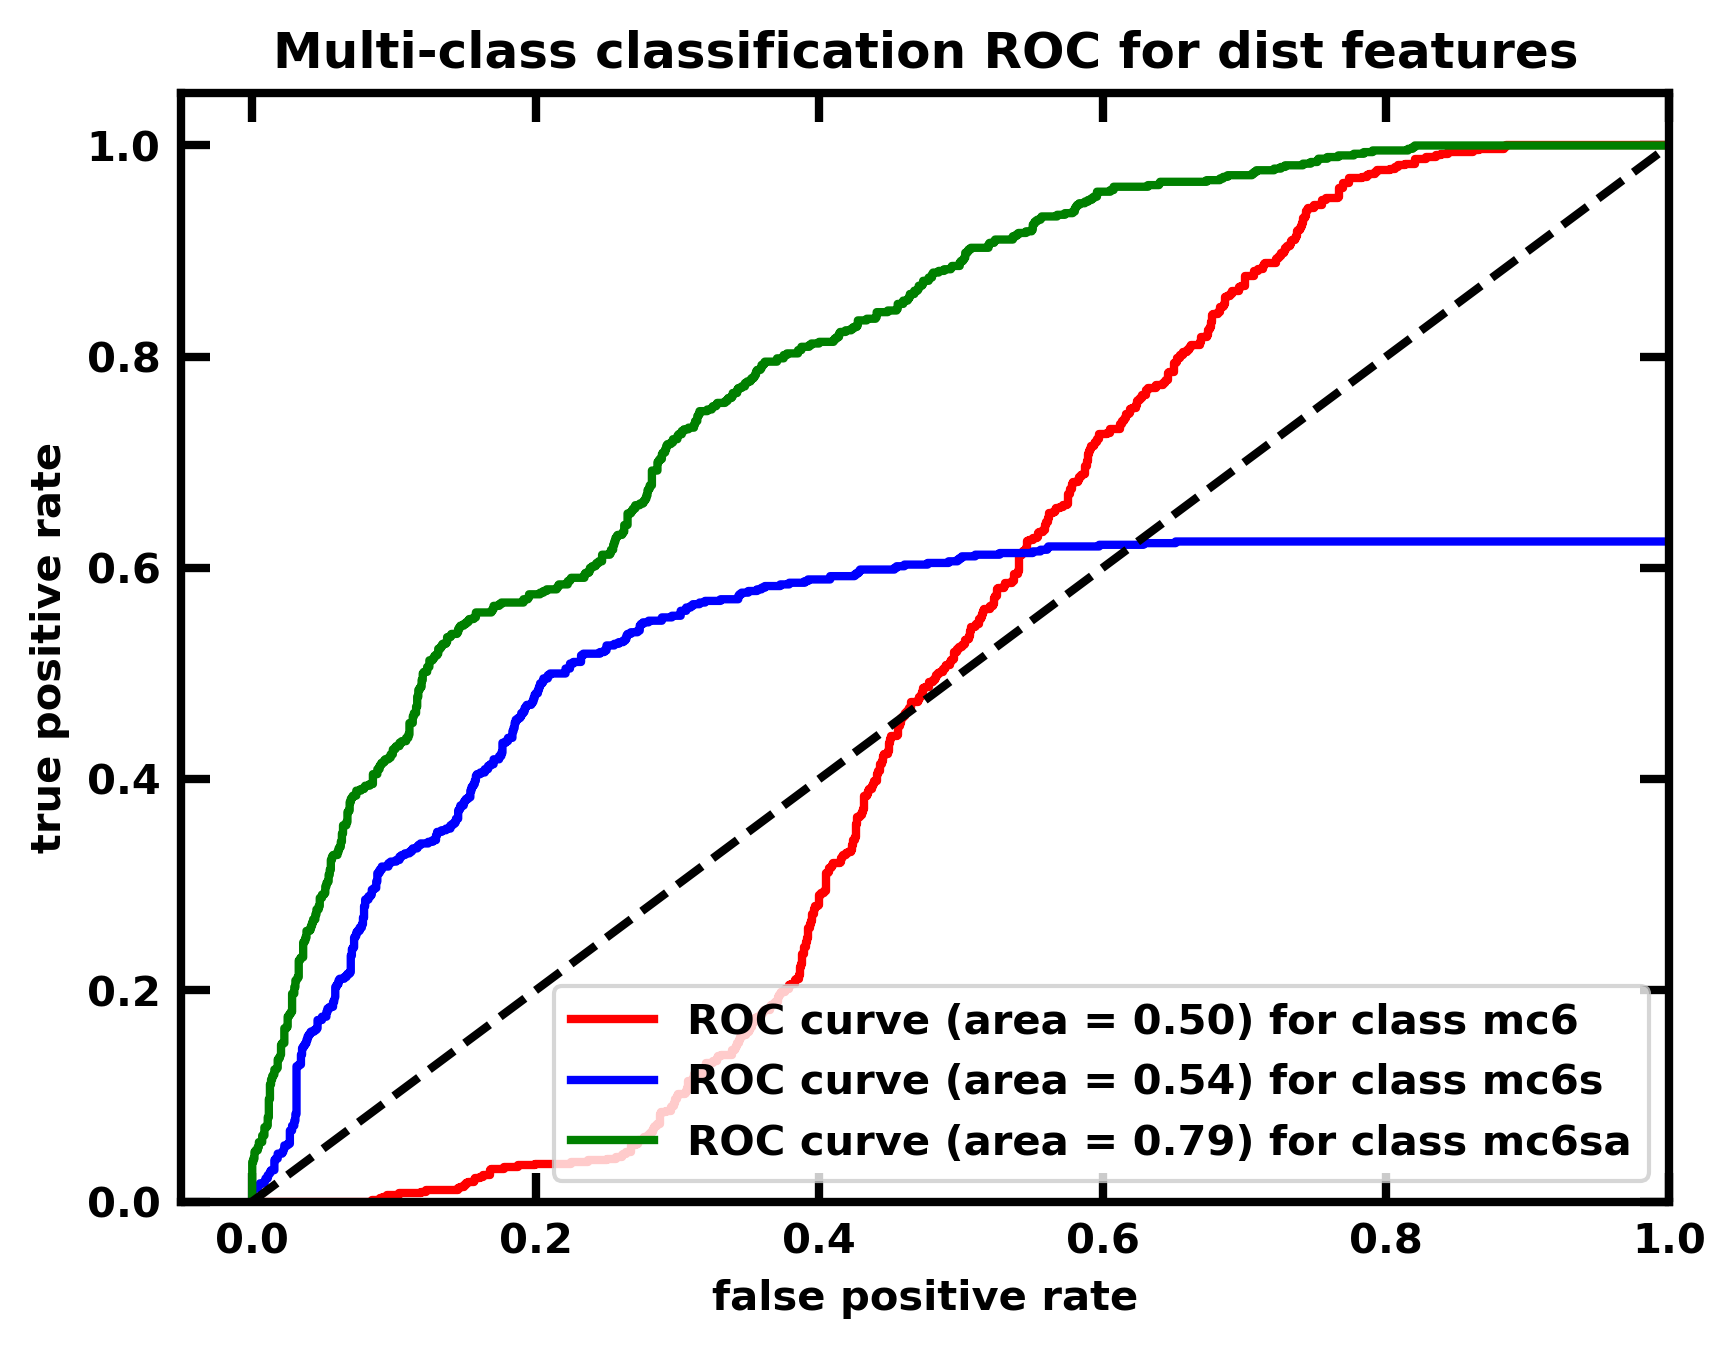 Multi-class classification ROC for dist features
1.0
0.8
0.6
0.4
0.2
0.0
true positive rate
ROC curve (area = 0.50) for class mc6
ROC curve (area = 0.54) for class mc6s
ROC curve (area = 0.79) for class mc6sa
0.0 0.2 0.4 0.6 0.8 1.0
false positive rate